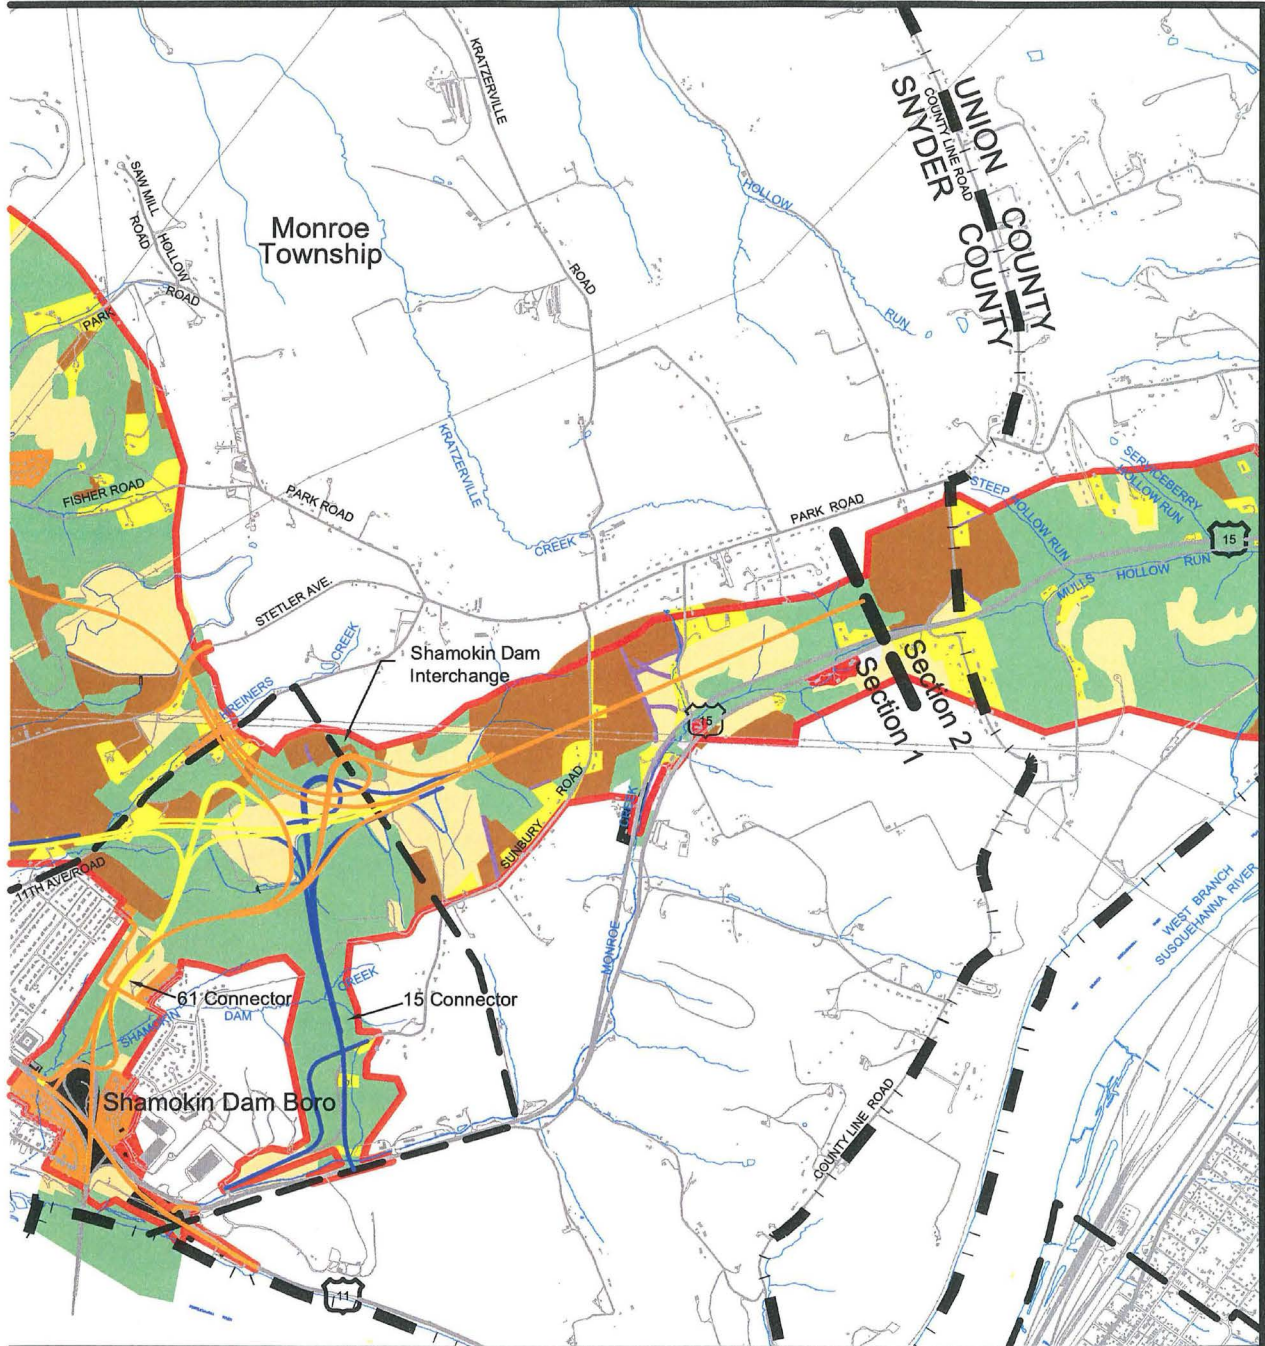 KRATZERVILLE
ROAD
UNION COUNTY
COUNTY LINE ROAD
SNYDER COUNTY
SAW MILL
HOLLOW
ROAD
ROAD
Monroe
Township
HOLLOW
RUN
PARK
KRATZERVILLE
CREEK
FISHER ROAD
PARK ROAD
PARK ROAD
STEEP HOLLOW RUN
SERVICEBERRY
HOLLOW RUN
15
MULLS HOLLOW RUN
STETLER AVE.
CREEK
Shamokin Dam
Interchange
Section 2
Section 1
15
ROAD
SUNBURY
CREEK
11TH AVE/ROAD
MONROE
WEST BRANCH
SUSQUEHANNA RIVER
61 Connector
CREEK
15 Connector
SHAMOKIN
DAM
Shamokin Dam Boro
COUNTY LINE ROAD
11